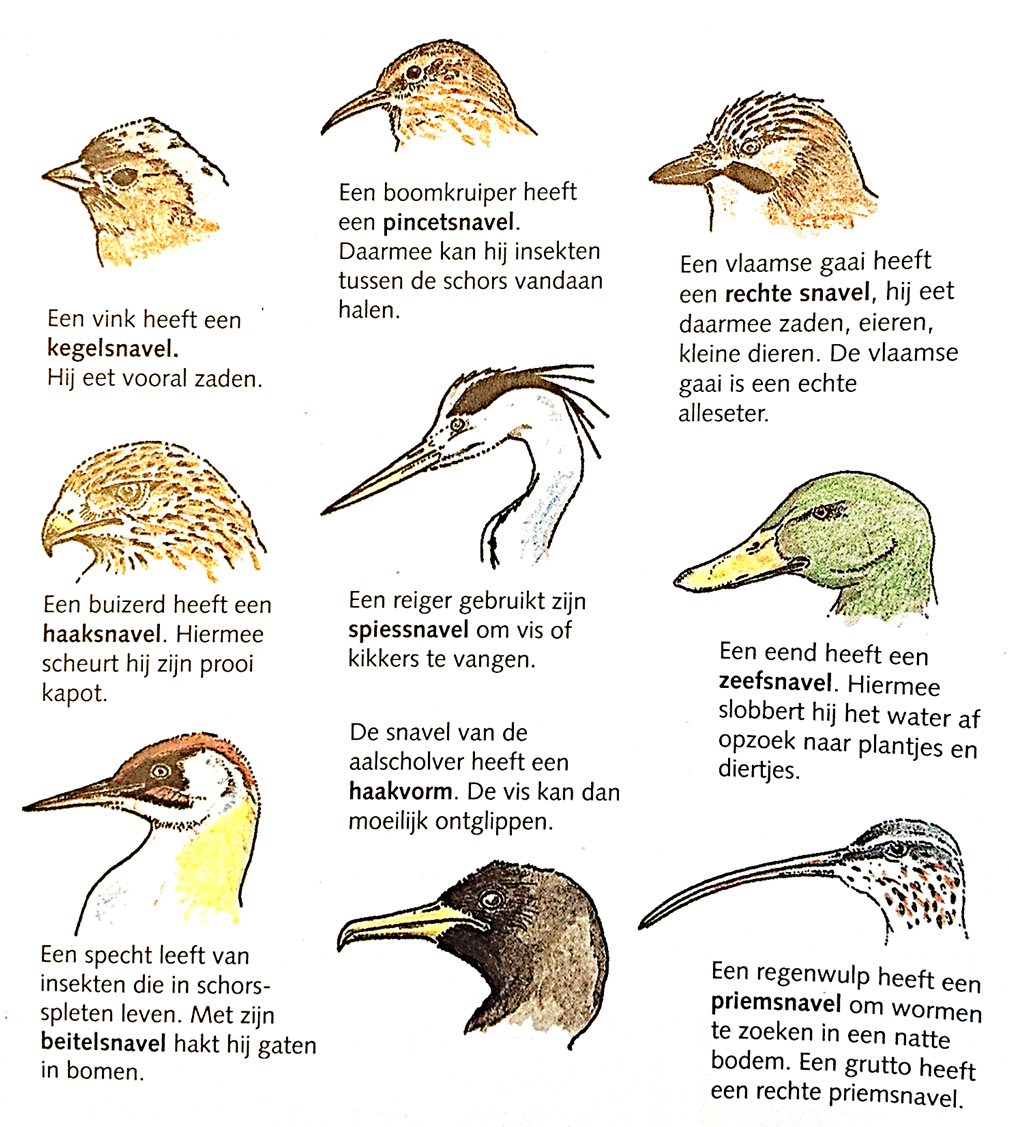 Een vink heeft een
kegelsnavel.
Hij eet vooral zaden.
Een boomkruiper heeft
een pincetsnavel.
Daarmee kan hij insekten
tussen de schors vandaan
halen.
Een vlaamse gaai heeft
een rechte snavel, hij eet
daarmee zaden, eieren,
kleine dieren. De vlaamse
gaai is een echte
alleseter.
Een buizerd heeft een
haaksnavel. Hiermee
scheurt hij zijn prooi
kapot.
Een reiger gebruikt zijn
spiessnavel om vis of
kikkers te vangen.
Een eend heeft een
zeefsnavel. Hiermee
slobbert hij het water af
opzoek naar plantjes en
diertjes.
Een specht leeft van
insekten die in schors-
spleten leven. Met zijn
beitelsnavel hakt hij gaten
in bomen.
De snavel van de
aalscholver heeft een
haakvorm. De vis kan dan
moeilijk ontglippen.
Een regenwulp heeft een
priemsnavel om wormen
te zoeken in een natte
bodem. Een grutto heeft
een rechte priemsnavel.